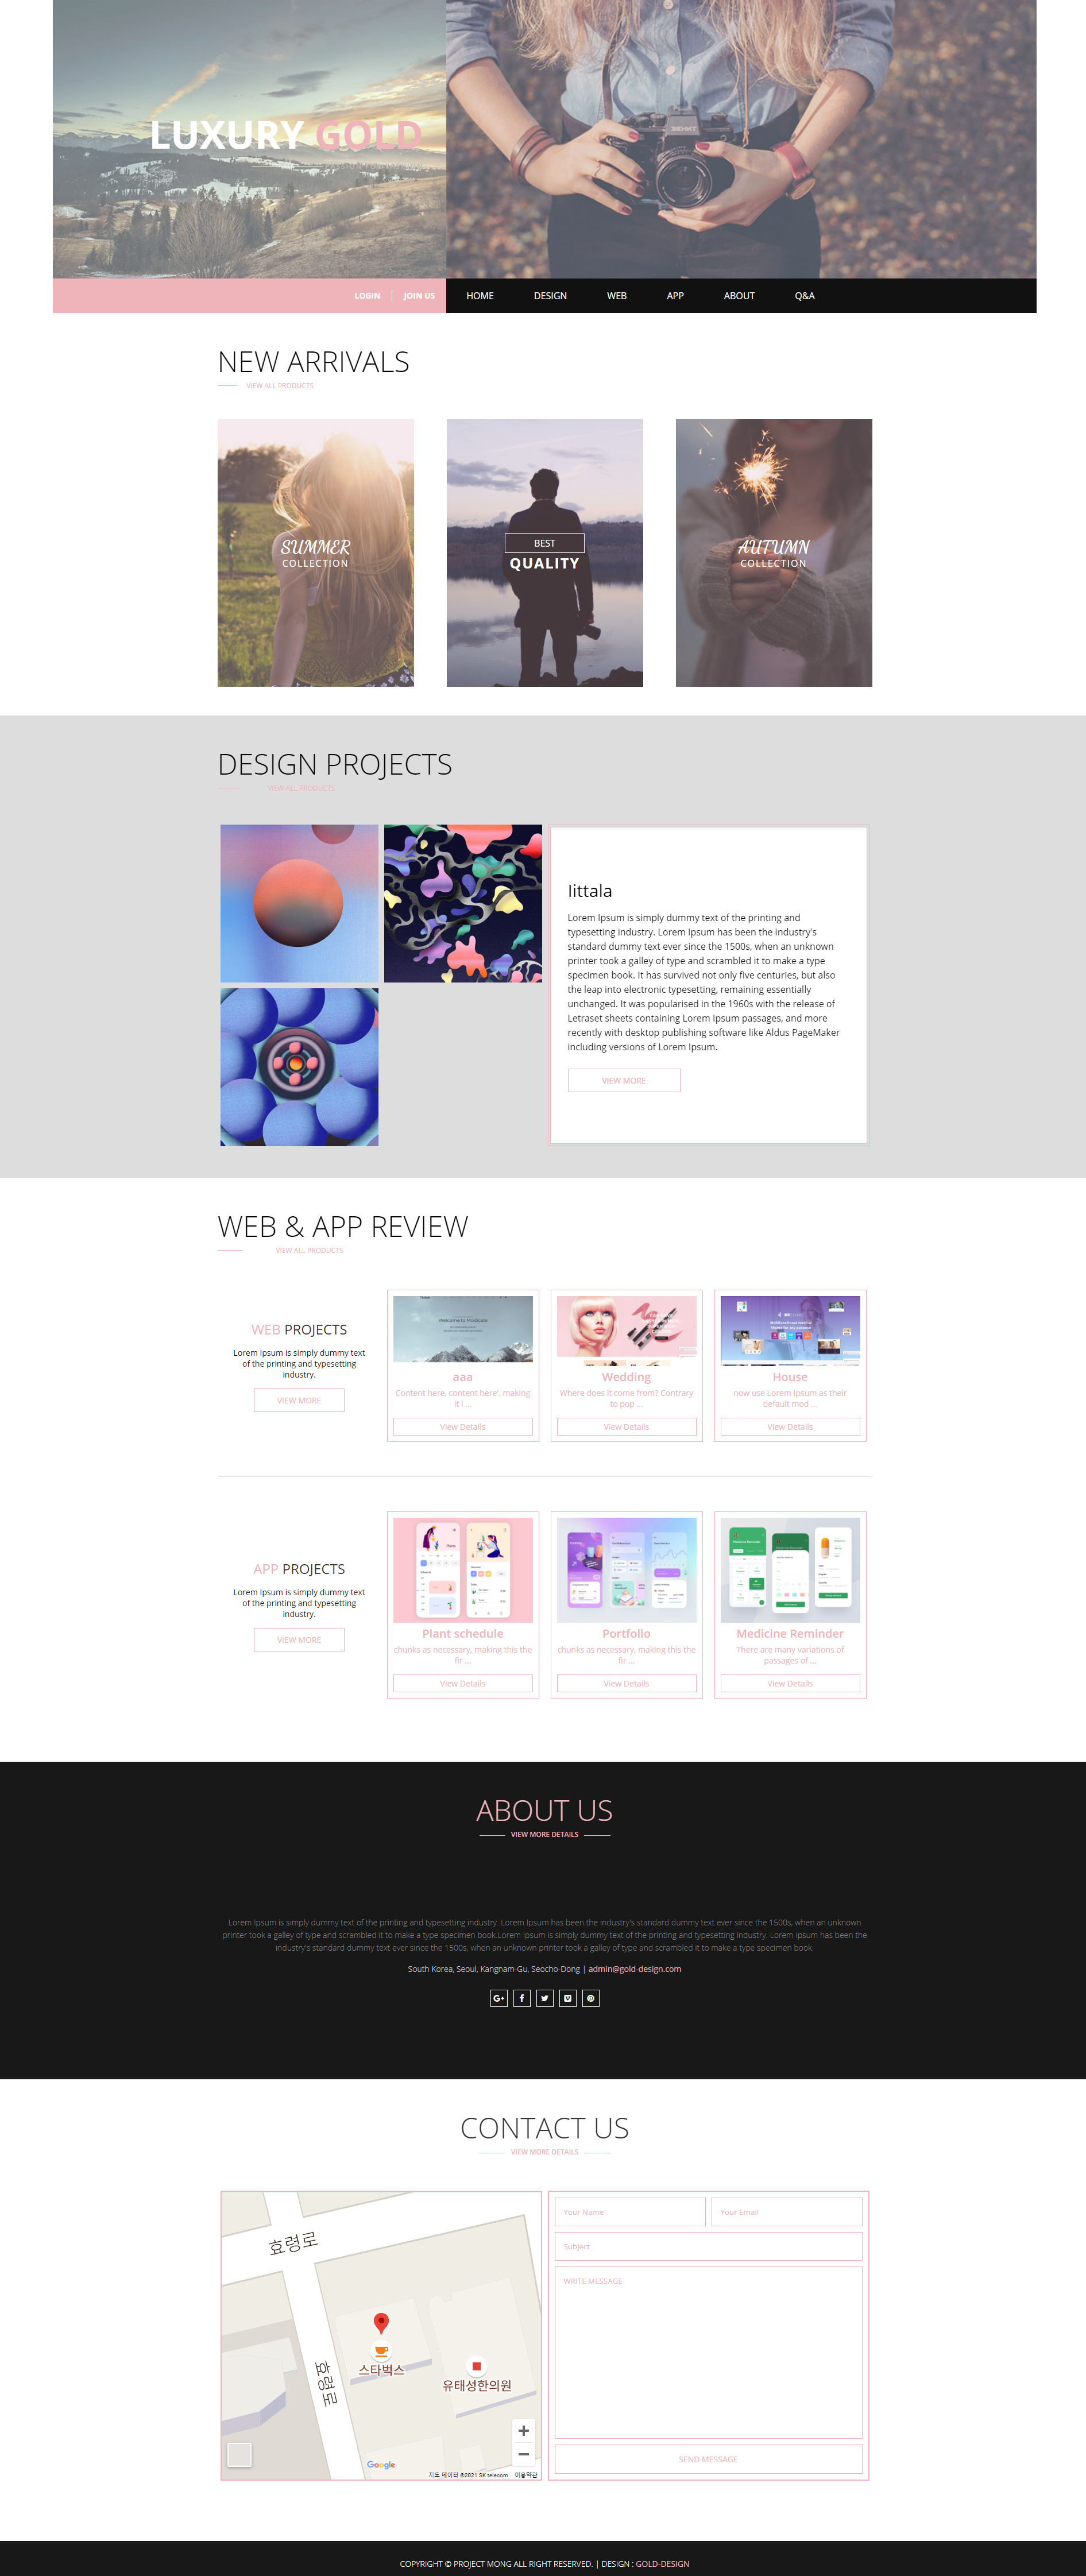 LUXURY GOLD
LOGIN | JOIN US
HOME DESIGN WEB APP ABOUT Q&A
NEW ARRIVALS
VIEW ALL PRODUCTS
SUMMER
COLLECTION
BEST
QUALITY
AUTUMN
COLLECTION
DESIGN PROJECTS
VIEW ALL PRODUCTS
Iittala
Lorem Ipsum is simply dummy text of the printing and
typesetting industry. Lorem Ipsum has been the industry's
standard dummy text ever since the 1500s, when an unknown
printer took a galley of type and scrambled it to make a type
specimen book. It has survived not only five centuries, but also
the leap into electronic typesetting, remaining essentially
unchanged. It was popularised in the 1960s with the release of
Letraset sheets containing Lorem Ipsum passages, and more
recently with desktop publishing software like Aldus PageMaker
including versions of Lorem Ipsum.
VIEW MORE
WEB & APP REVIEW
VIEW ALL PRODUCTS
WEB PROJECTS
Lorem Ipsum is simply dummy text
of the printing and typesetting
industry.
VIEW MORE
aaa
Content here, content here', making
it l ...
View Details
Wedding
Where does it come from? Contrary
to pop ...
View Details
House
now use Lorem Ipsum as their
default mod ...
View Details
APP PROJECTS
Lorem Ipsum is simply dummy text
of the printing and typesetting
industry.
VIEW MORE
Plant schedule
chunks as necessary, making this the
fir ...
View Details
Portfolio
chunks as necessary, making this the
fir ...
View Details
Medicine Reminder
There are many variations of
passages of ...
View Details
ABOUT US
VIEW MORE DETAILS
Lorem Ipsum is simply dummy text of the printing and typesetting industry. Lorem Ipsum has been the industry's standard dummy text ever since the 1500s, when an unknown
printer took a galley of type and scrambled it to make a type specimen book.Lorem Ipsum is simply dummy text of the printing and typesetting industry. Lorem Ipsum has been the
industry's standard dummy text ever since the 1500s, when an unknown printer took a galley of type and scrambled it to make a type specimen book.
South Korea, Seoul, Kangnam-Gu, Seocho-Dong | admin@gold-design.com
CONTACT US
VIEW MORE DETAILS
효령로
효령로
스타벅스
유태성한의원
Google
지도 데이터 ©2021 SK telecom 이용약관
Your Name
Your Email
Subject
WRITE MESSAGE
SEND MESSAGE
COPYRIGHT © PROJECT MONG ALL RIGHT RESERVED. | DESIGN : GOLD-DESIGN